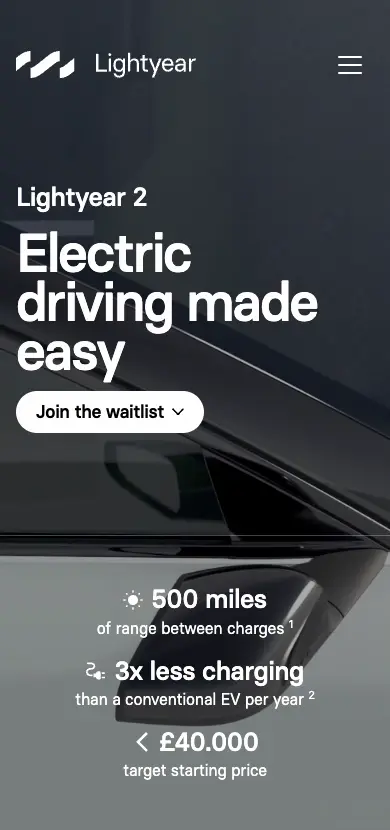 Lightyear
Lightyear 2
Electric
driving made
easy
Join the waitlist
500 miles
of range between charges ¹
3x less charging
than a conventional EV per year ²
< £40.000
target starting price